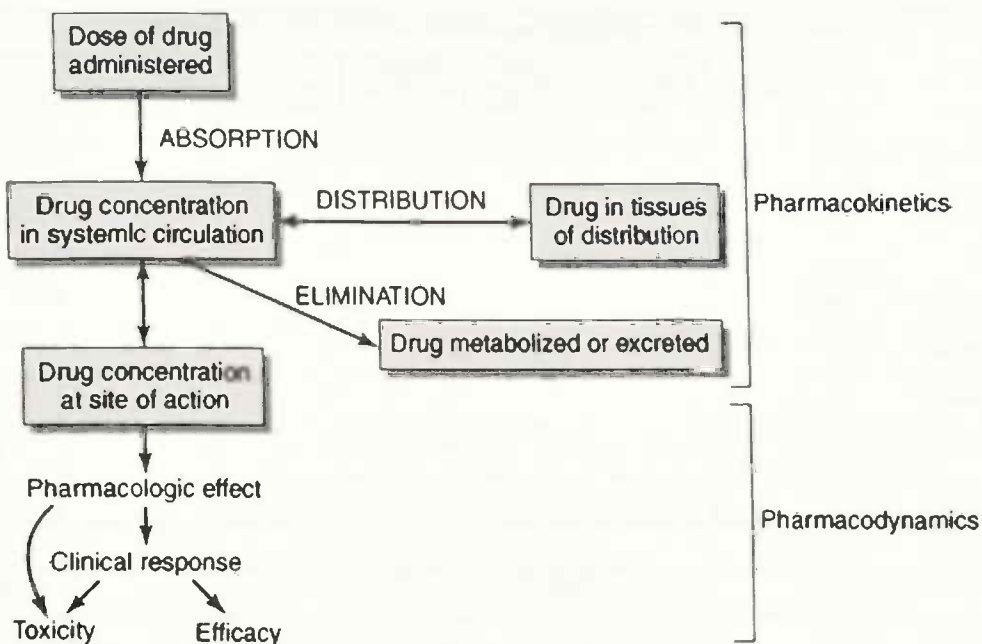 Dose of drug
administered
ABSORPTION
Drug concentration
in systemic circulation
DISTRIBUTION
Drug in tissues
of distribution
Pharmacokinetics
ELIMINATION
Drug metabolized or excreted
Drug concentration
at site of action
Pharmacologic effect
Pharmacodynamics
Clinical response
Toxicity
Efficacy